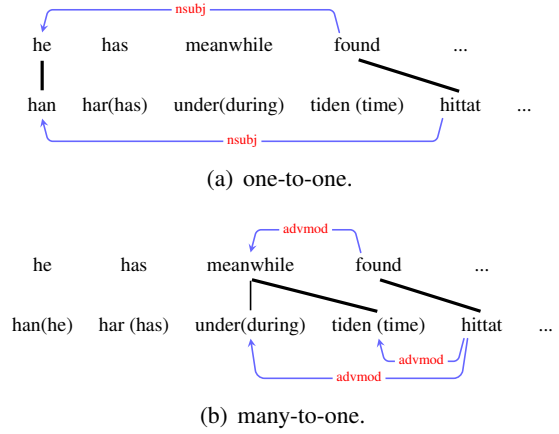 nsubj
he has meanwhile found ...
han har(has) under(during) tiden (time) hittat ...
nsubj
(a) one-to-one.
advmod
he has meanwhile found ...
han(he) har (has) under(during) tiden (time) hittat ...
advmod
advmod
(b) many-to-one.